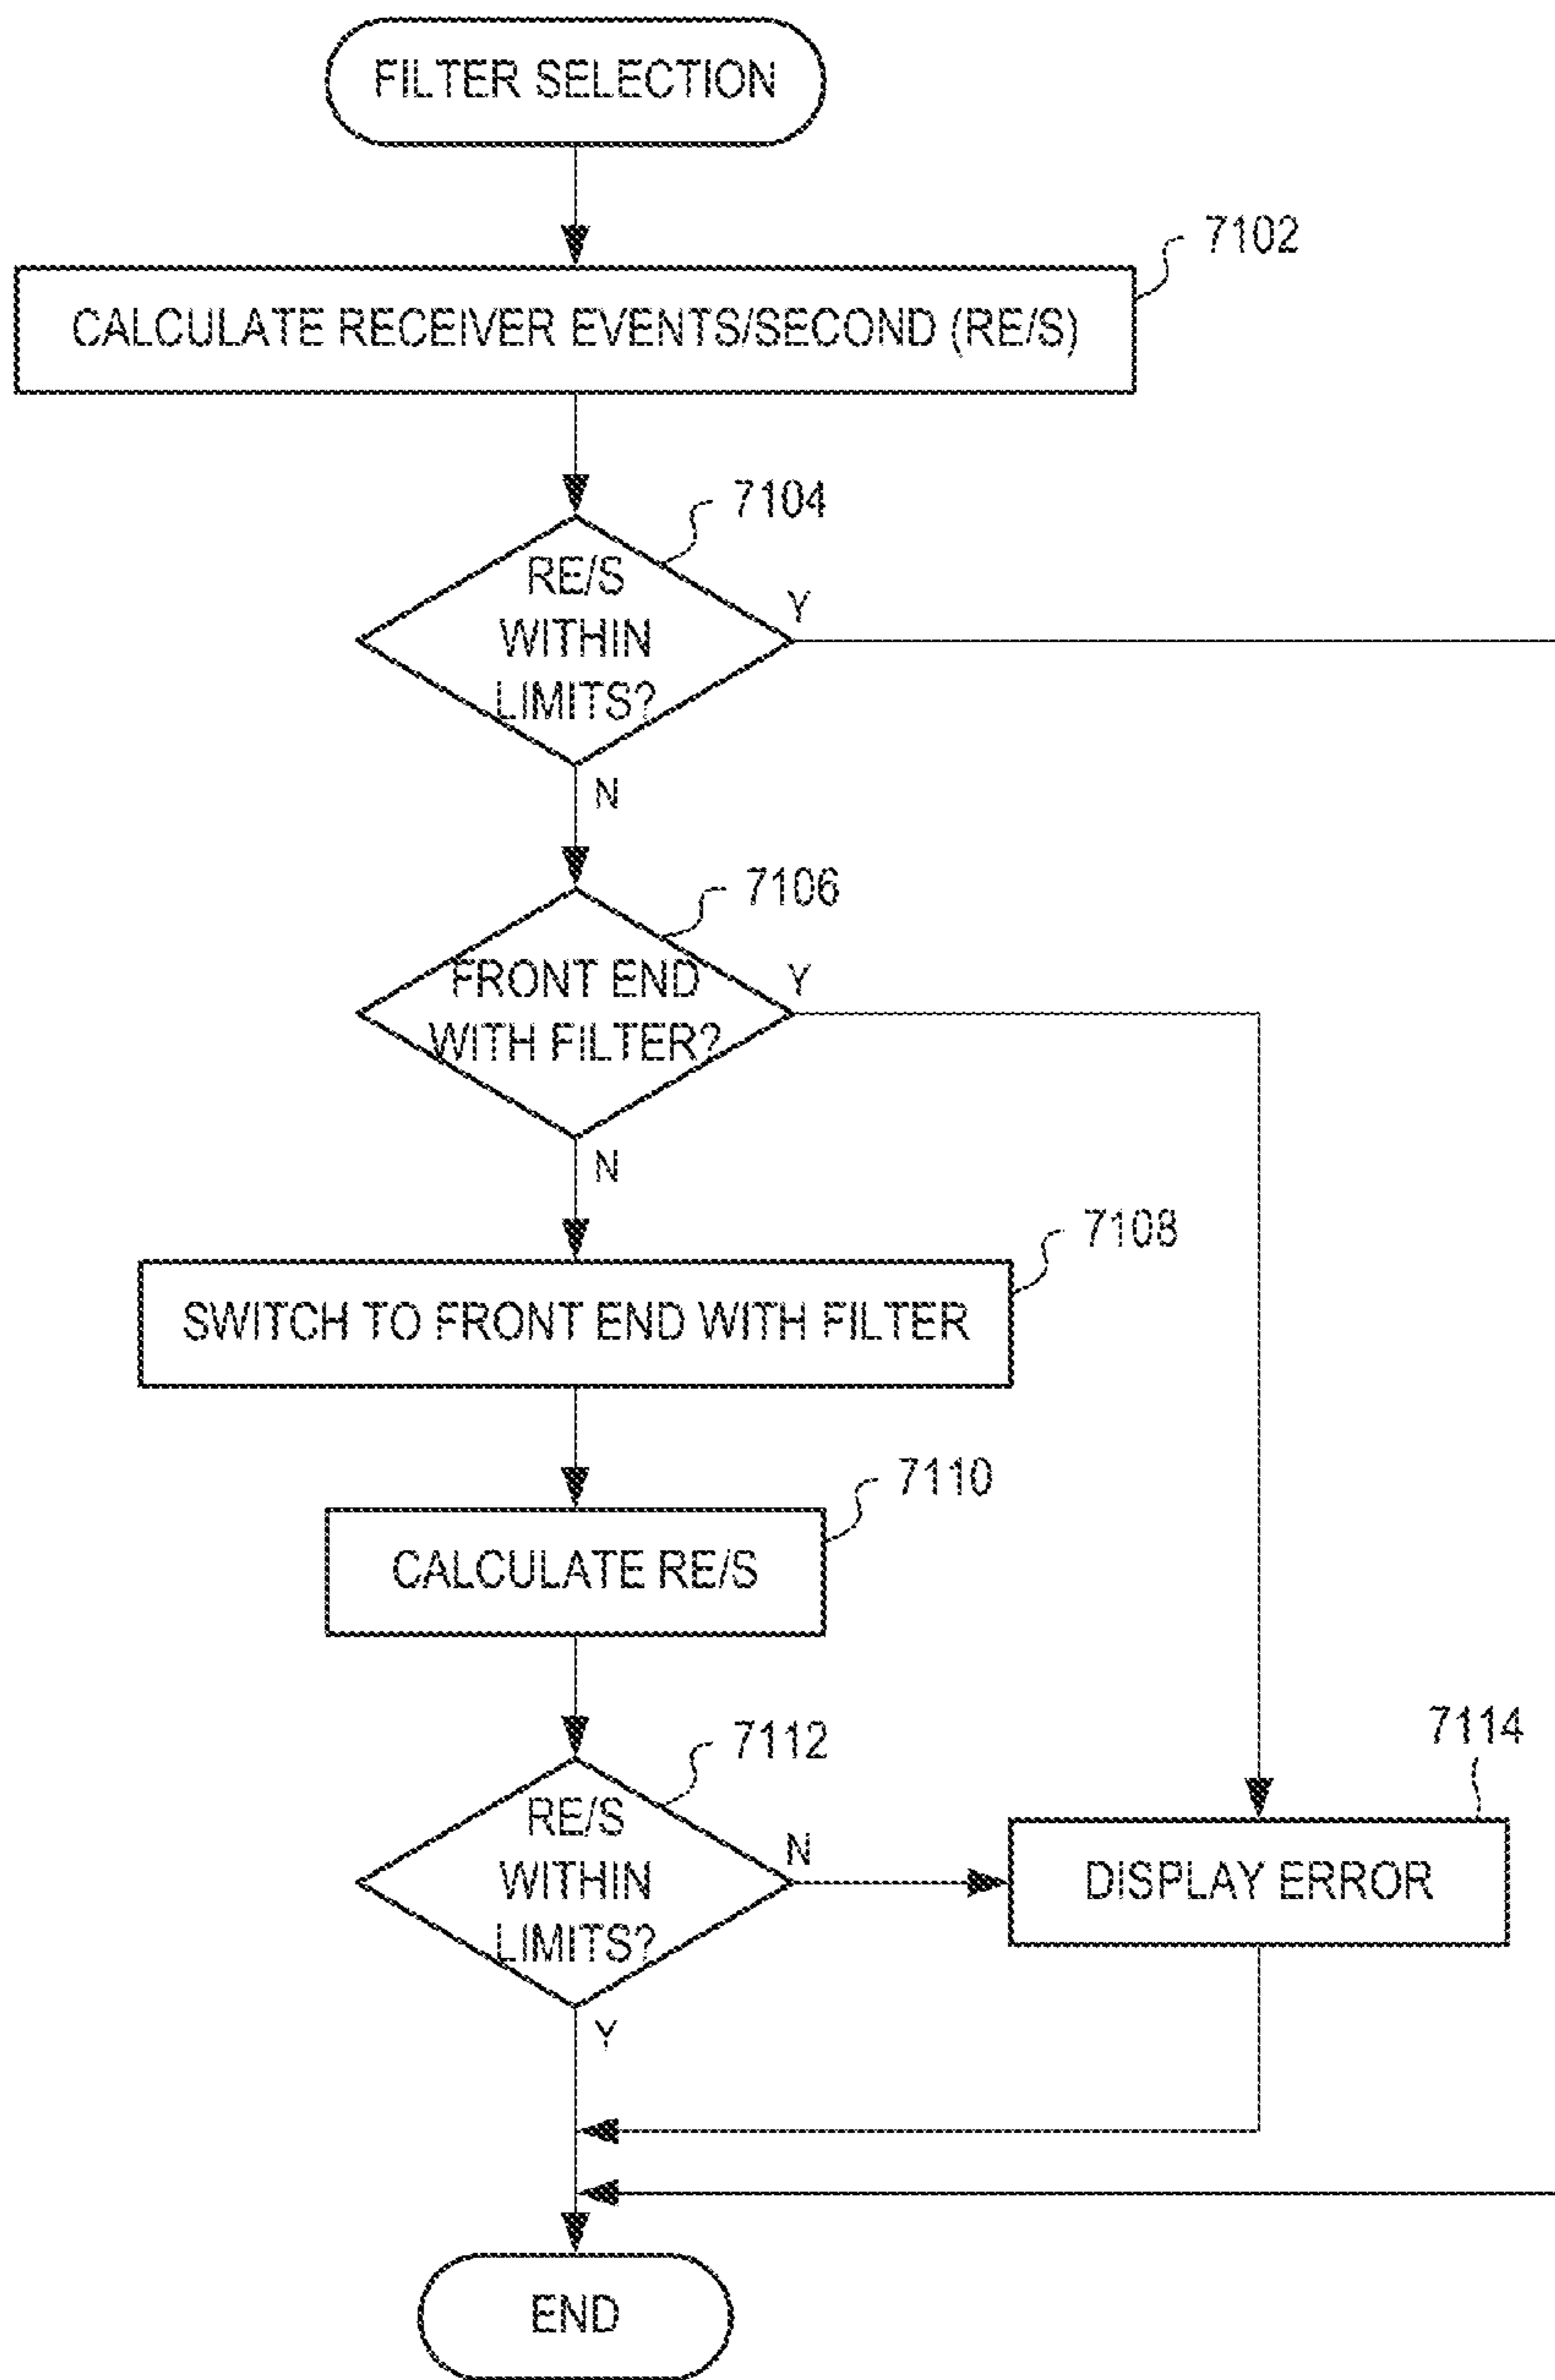 FILTER SELECTION
7102
CALCULATE RECEIVER EVENTS/SECOND (RE/S)
7104
RE/S
WITHIN
LIMITS?
Y
N
7106
FRONT END
WITH FILTER?
Y
N
7108
SWITCH TO FRONT END WITH FILTER
7110
CALCULATE RE/S
7112
RE/S
WITHIN
LIMITS?
N
Y
7114
DISPLAY ERROR
END